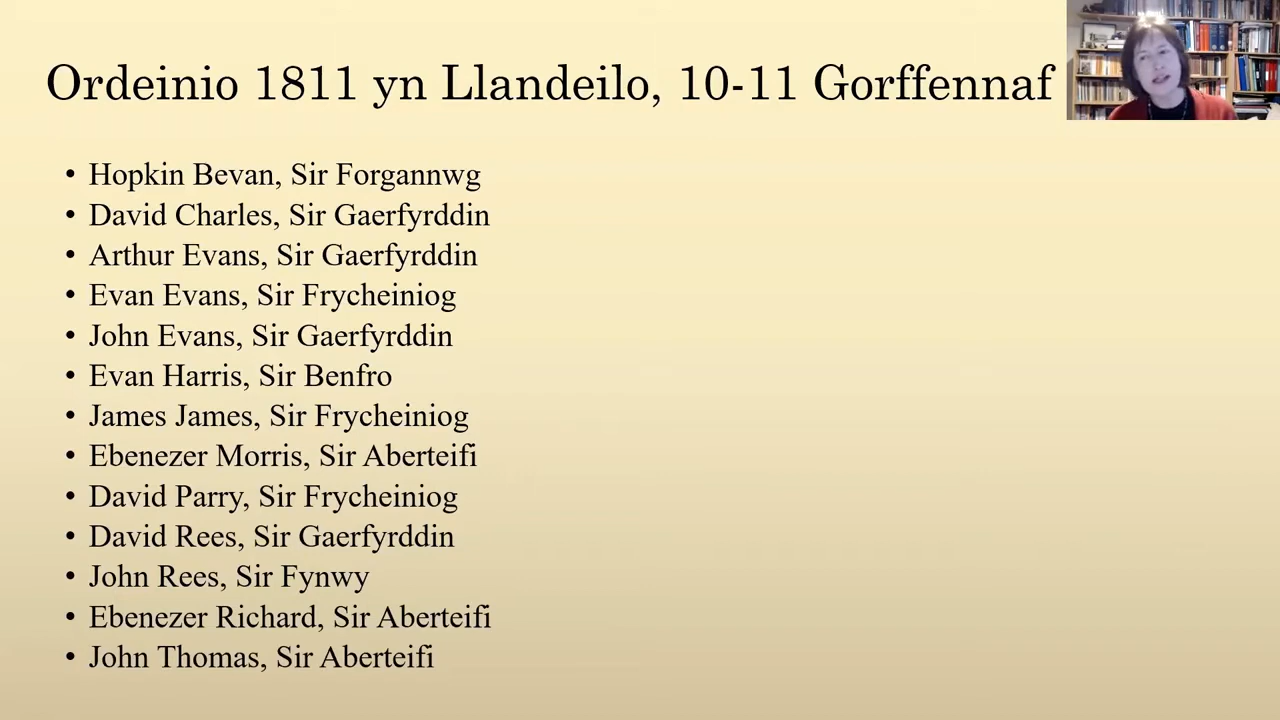 Ordeinio 1811 yn Llandeilo, 10-11 Gorffennaf
• Hopkin Bevan, Sir Forgannwg
• David Charles, Sir Gaerfyrddin
• Arthur Evans, Sir Gaerfyrddin
• Evan Evans, Sir Frycheiniog
• John Evans, Sir Gaerfyrddin
• Evan Harris, Sir Benfro
• James James, Sir Frycheiniog
• Ebenezer Morris, Sir Aberteifi
• David Parry, Sir Frycheiniog
• David Rees, Sir Gaerfyrddin
• John Rees, Sir Fynwy
• Ebenezer Richard, Sir Aberteifi
• John Thomas, Sir Aberteifi